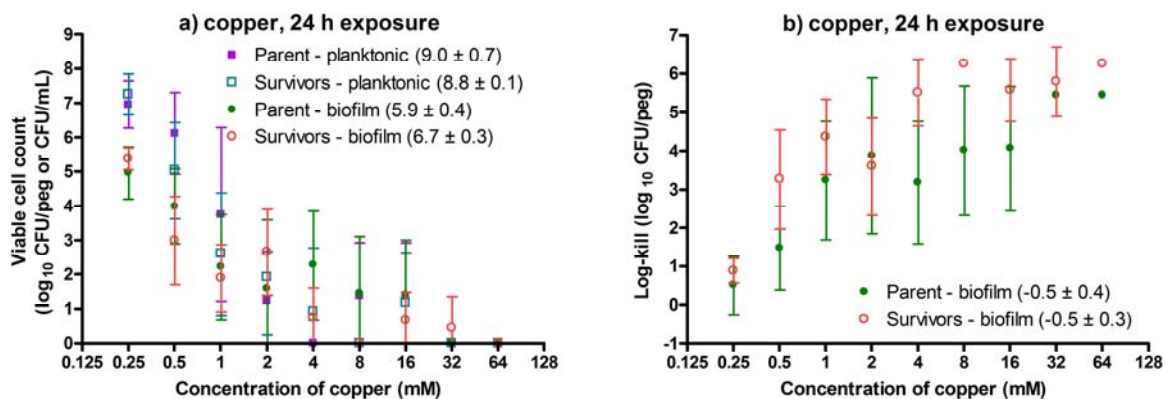 a) copper, 24 h exposure
Parent - planktonic (9.0 ± 0.7)
Survivors - planktonic (8.8 ± 0.1)
Parent - biofilm (5.9 ± 0.4)
Survivors - biofilm (6.7 ± 0.3)
Viable cell count
(log10 CFU/peg or CFU/mL)
9
8
7
6
5
4
3
2
1
0
0.125 0.25 0.5 1 2 4 8 16 32 64 128
Concentration of copper (mM)
b) copper, 24 h exposure
Log-kill (log 10 CFU/peg)
7
6
5
4
3
2
1
0
-1
Parent - biofilm (-0.5 ± 0.4)
Survivors - biofilm (-0.5 ± 0.3)
0.125 0.25 0.5 1 2 4 8 16 32 64 128
Concentration of copper (mM)